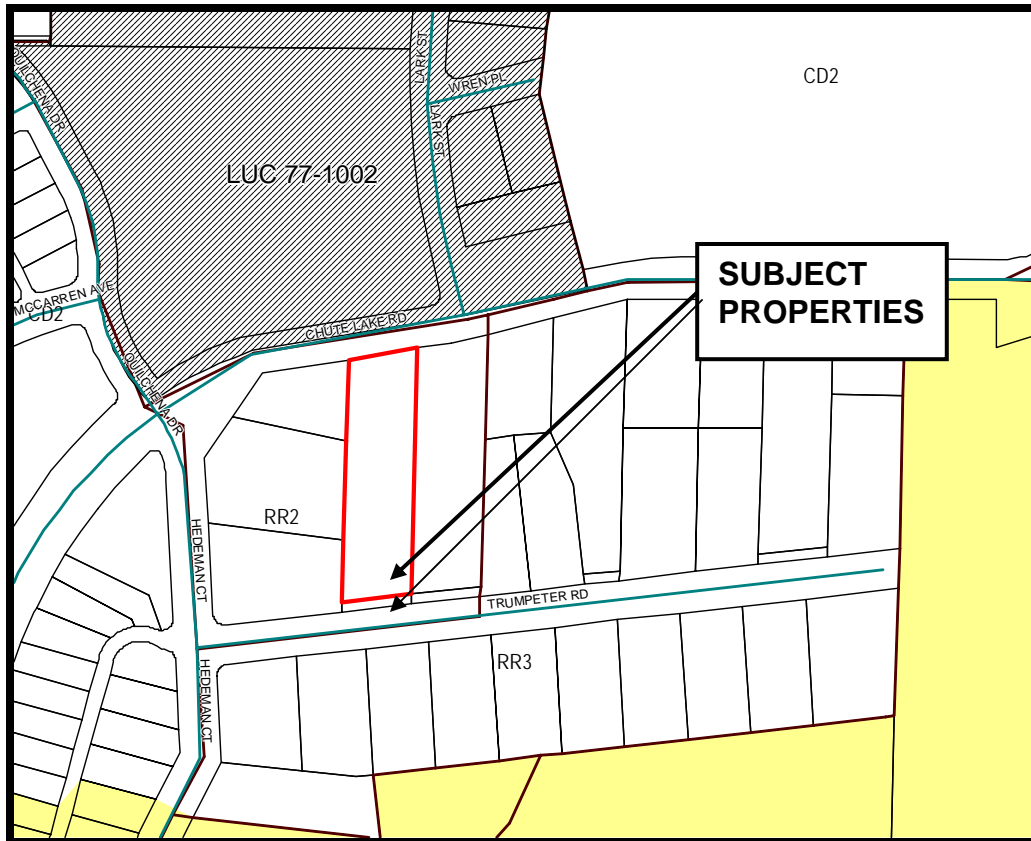 QUILCHENA DR
LARK ST
WREN PL
CD2
LARK ST
LUC 77-1002
SUBJECT
PROPERTIES
MCCARREN AVE
CD2
CHUTE LAKE RD
QUILCHENA DR
RR2
HEDEMAN CT
TRUMPETER RD
RR3
HEDEMAN CT